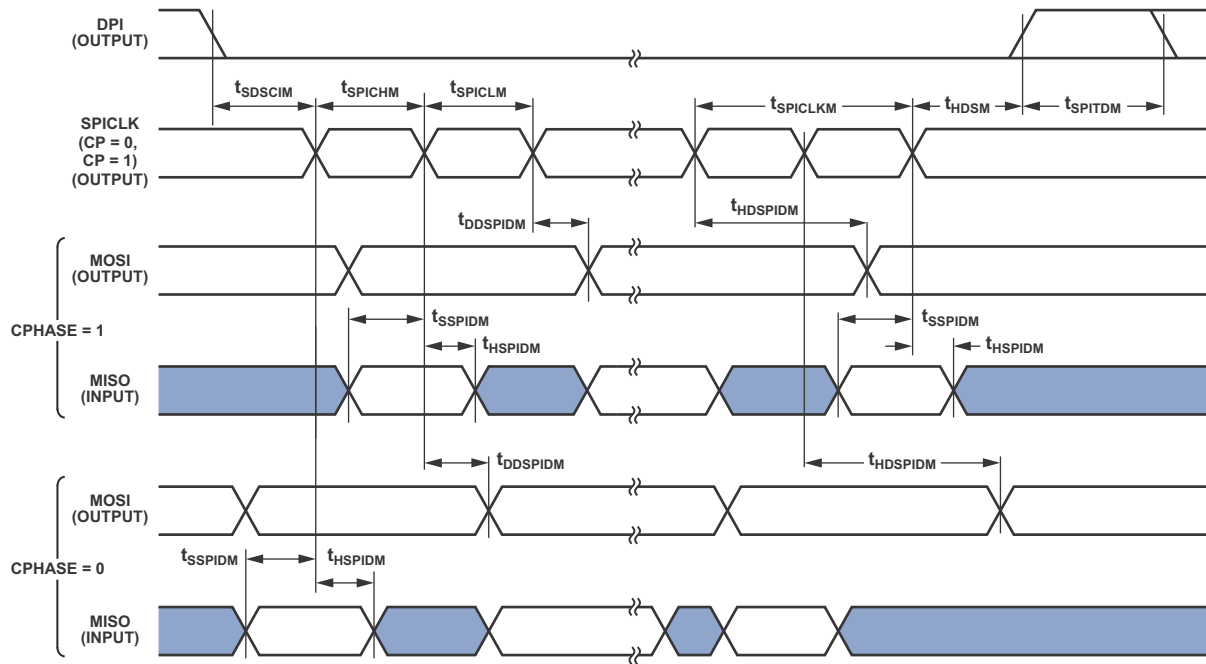 DPI
(OUTPUT)
tSDSCIM
tSPICHM
tSPICLM
tSPICLKM
tHDSM
tSPITDM
SPICLK
(CP = 0,
CP = 1)
(OUTPUT)
tDDSPIDM
tHDSPIDM
CPHASE = 1
MOSI
(OUTPUT)
tSSPIDM
tSSPIDM
tHSPIDM
tHSPIDM
MISO
(INPUT)
tDDSPIDM
tHDSPIDM
CPHASE = 0
MOSI
(OUTPUT)
tSSPIDM
tHSPIDM
MISO
(INPUT)